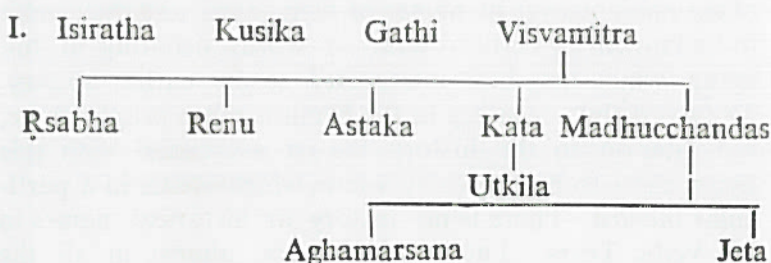 I. Isiratha Kusika Gathi Visvamitra
Ṛsabha Renu Astaka Kata Madhucchandas
Utkila
Aghamarsana Jeta